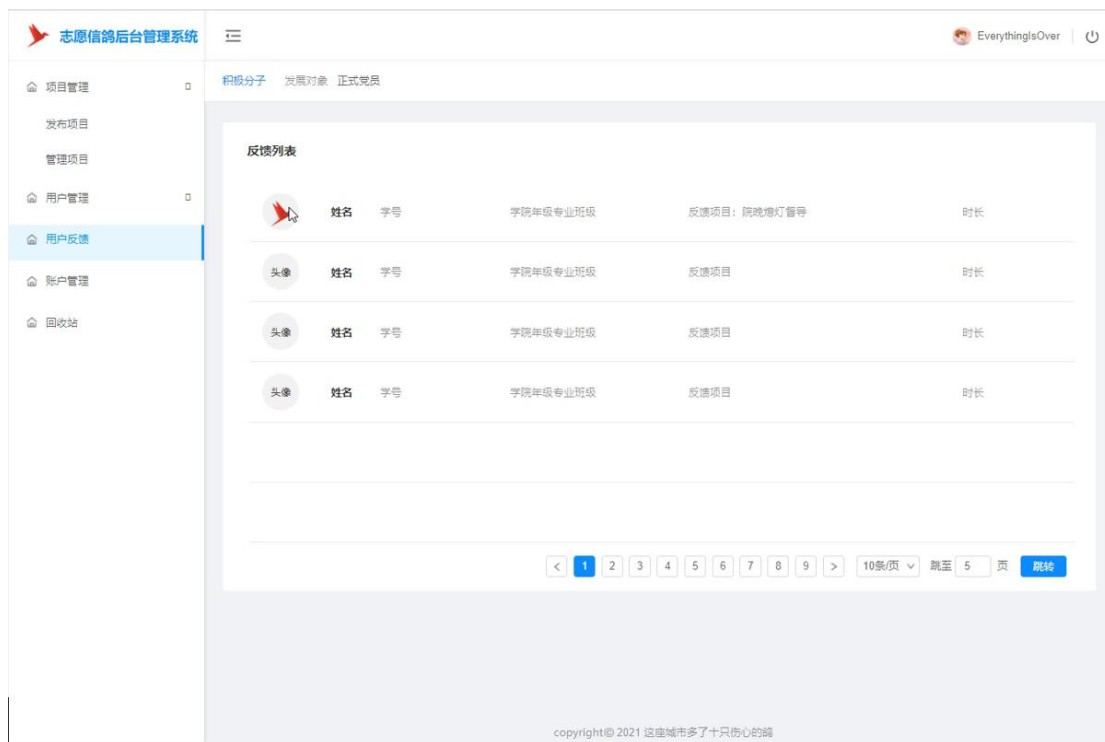 志愿信鸽后台管理系统
EverythingIsOver
项目管理
发布项目
管理项目
用户管理
用户反馈
账户管理
回收站
积极分子 发展对象 正式党员
反馈列表
姓名 学号 学院年级专业班级 反馈项目：院晚熄灯督导 时长
头像 姓名 学号 学院年级专业班级 反馈项目 时长
头像 姓名 学号 学院年级专业班级 反馈项目 时长
头像 姓名 学号 学院年级专业班级 反馈项目 时长
< 1 2 3 4 5 6 7 8 9 > 10条/页 跳至 5 页 跳转
copyright© 2021 这座城市多了十只伤心的鸽